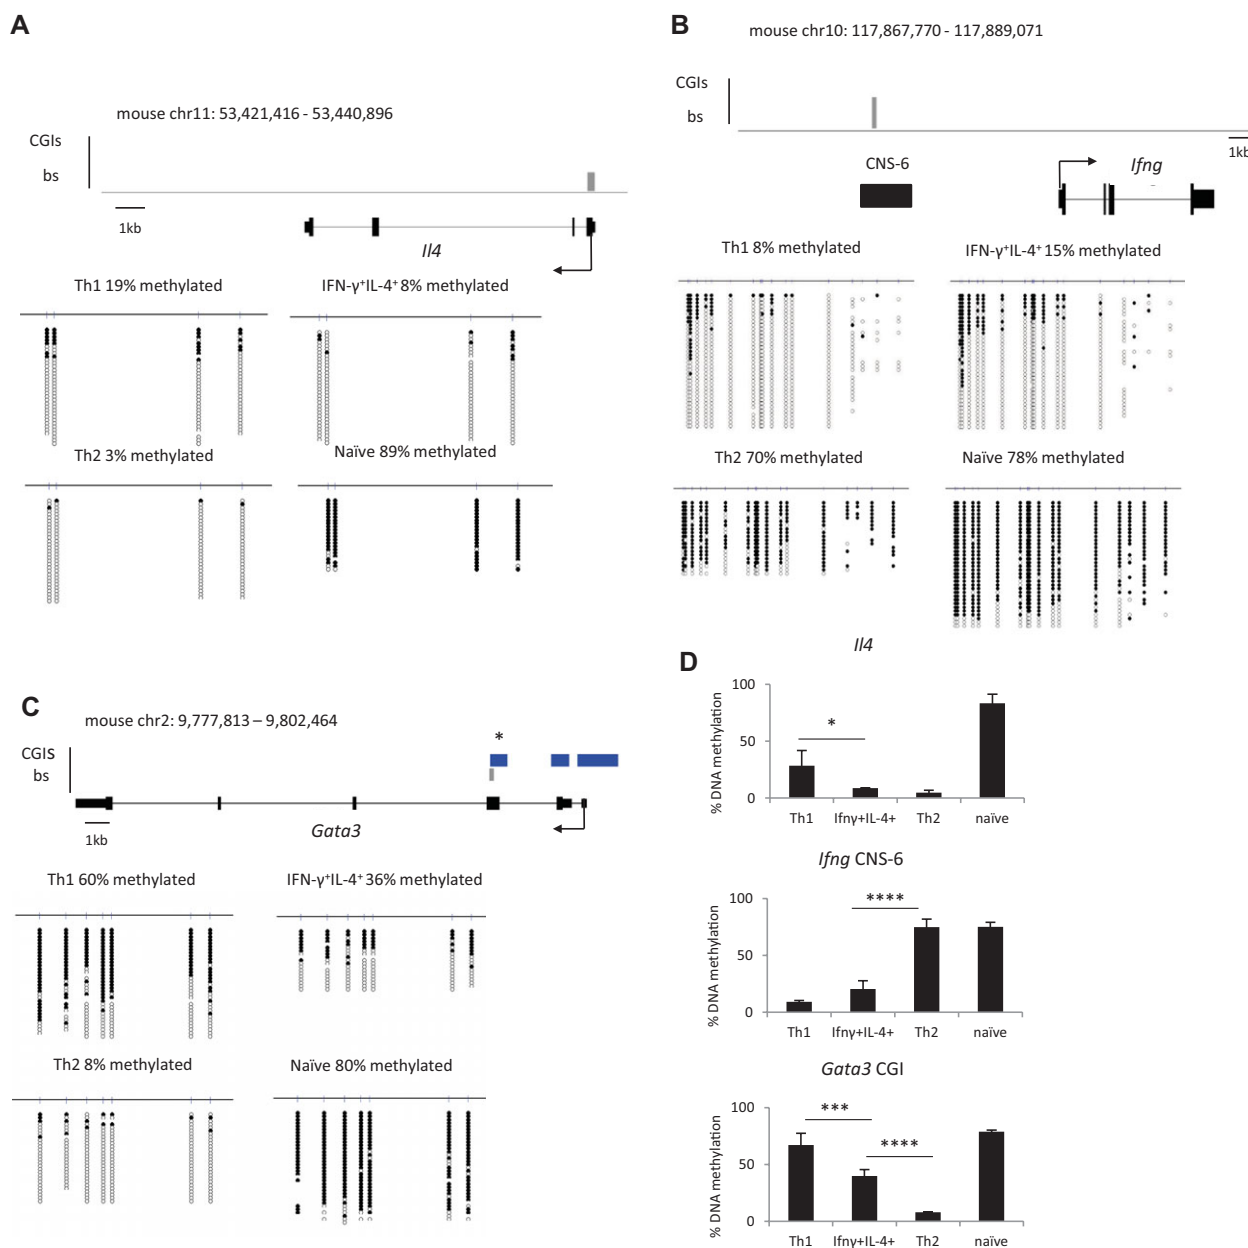 A
mouse chr11: 53,421,416 - 53,440,896
CGIs
bs
1kb
Il4
Th1 19% methylated
IFN-γ⁺IL-4⁺ 8% methylated
Th2 3% methylated
Naïve 89% methylated
B
mouse chr10: 117,867,770 - 117,889,071
CGIs
bs
1kb
CNS-6
Ifng
Th1 8% methylated
IFN-γ⁺IL-4⁺ 15% methylated
Th2 70% methylated
Naïve 78% methylated
C
mouse chr2: 9,777,813 – 9,802,464
*
CGIS
bs
1kb
Gata3
Th1 60% methylated
IFN-γ⁺IL-4⁺ 36% methylated
Th2 8% methylated
Naïve 80% methylated
D
Il4
% DNA methylation
100
50
0
*
Th1 Ifnγ+IL-4+ Th2 naïve
Ifng CNS-6
% DNA methylation
100
50
0
****
Th1 Ifnγ+IL-4+ Th2 naïve
Gata3 CGI
% DNA methylation
100
50
0
***
****
Th1 Ifnγ+IL-4+ Th2 naïve